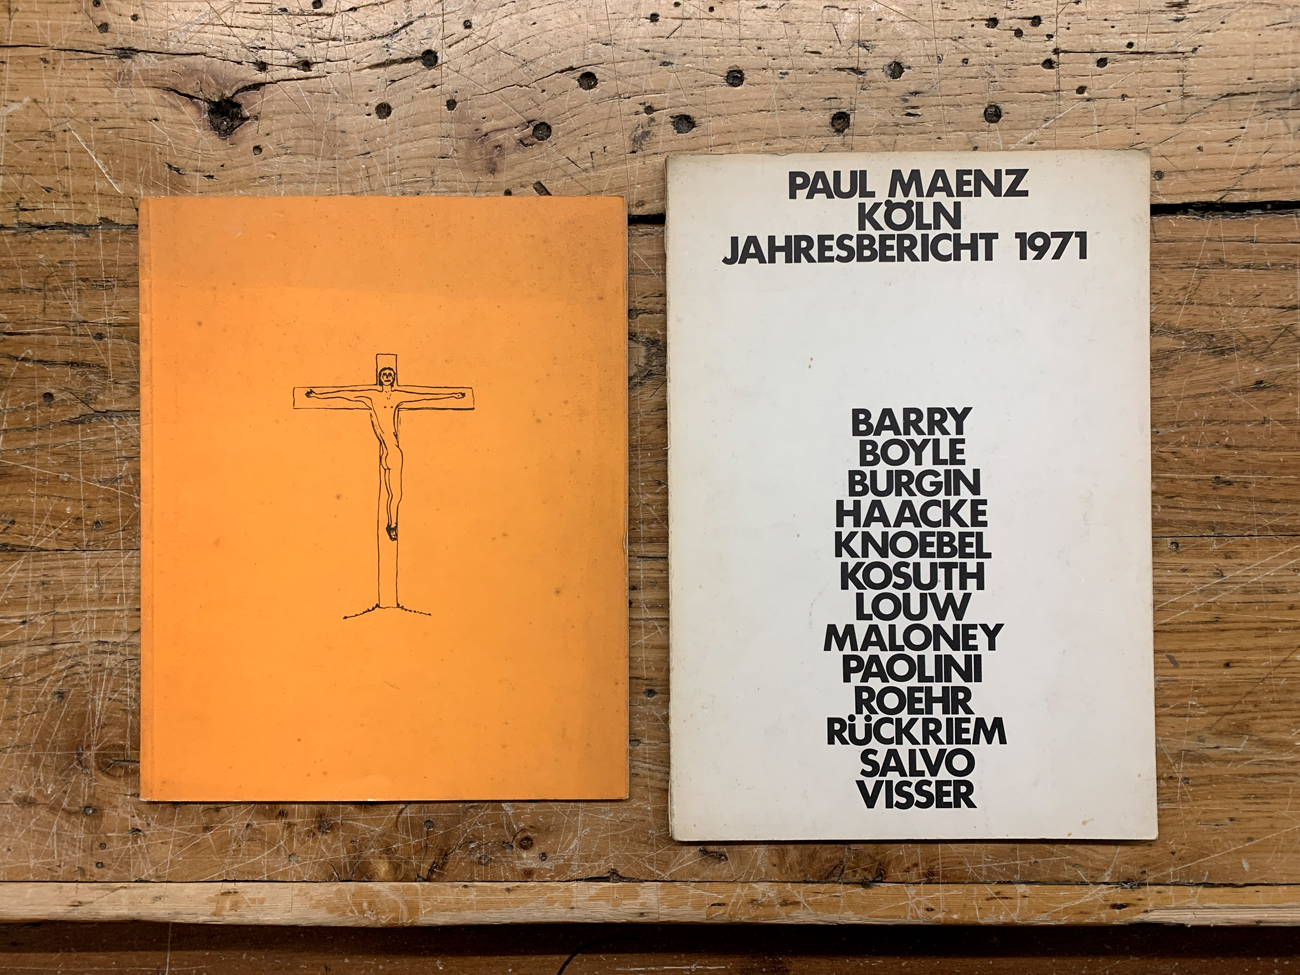 PAUL MAENZ
KÖLN
JAHRESBERICHT 1971
BARRY
BOYLE
BURGIN
HAACKE
KNOEBEL
KOSUTH
LOUW
MALONEY
PAOLINI
ROEHR
RÜCKRIEM
SALVO
VISSER